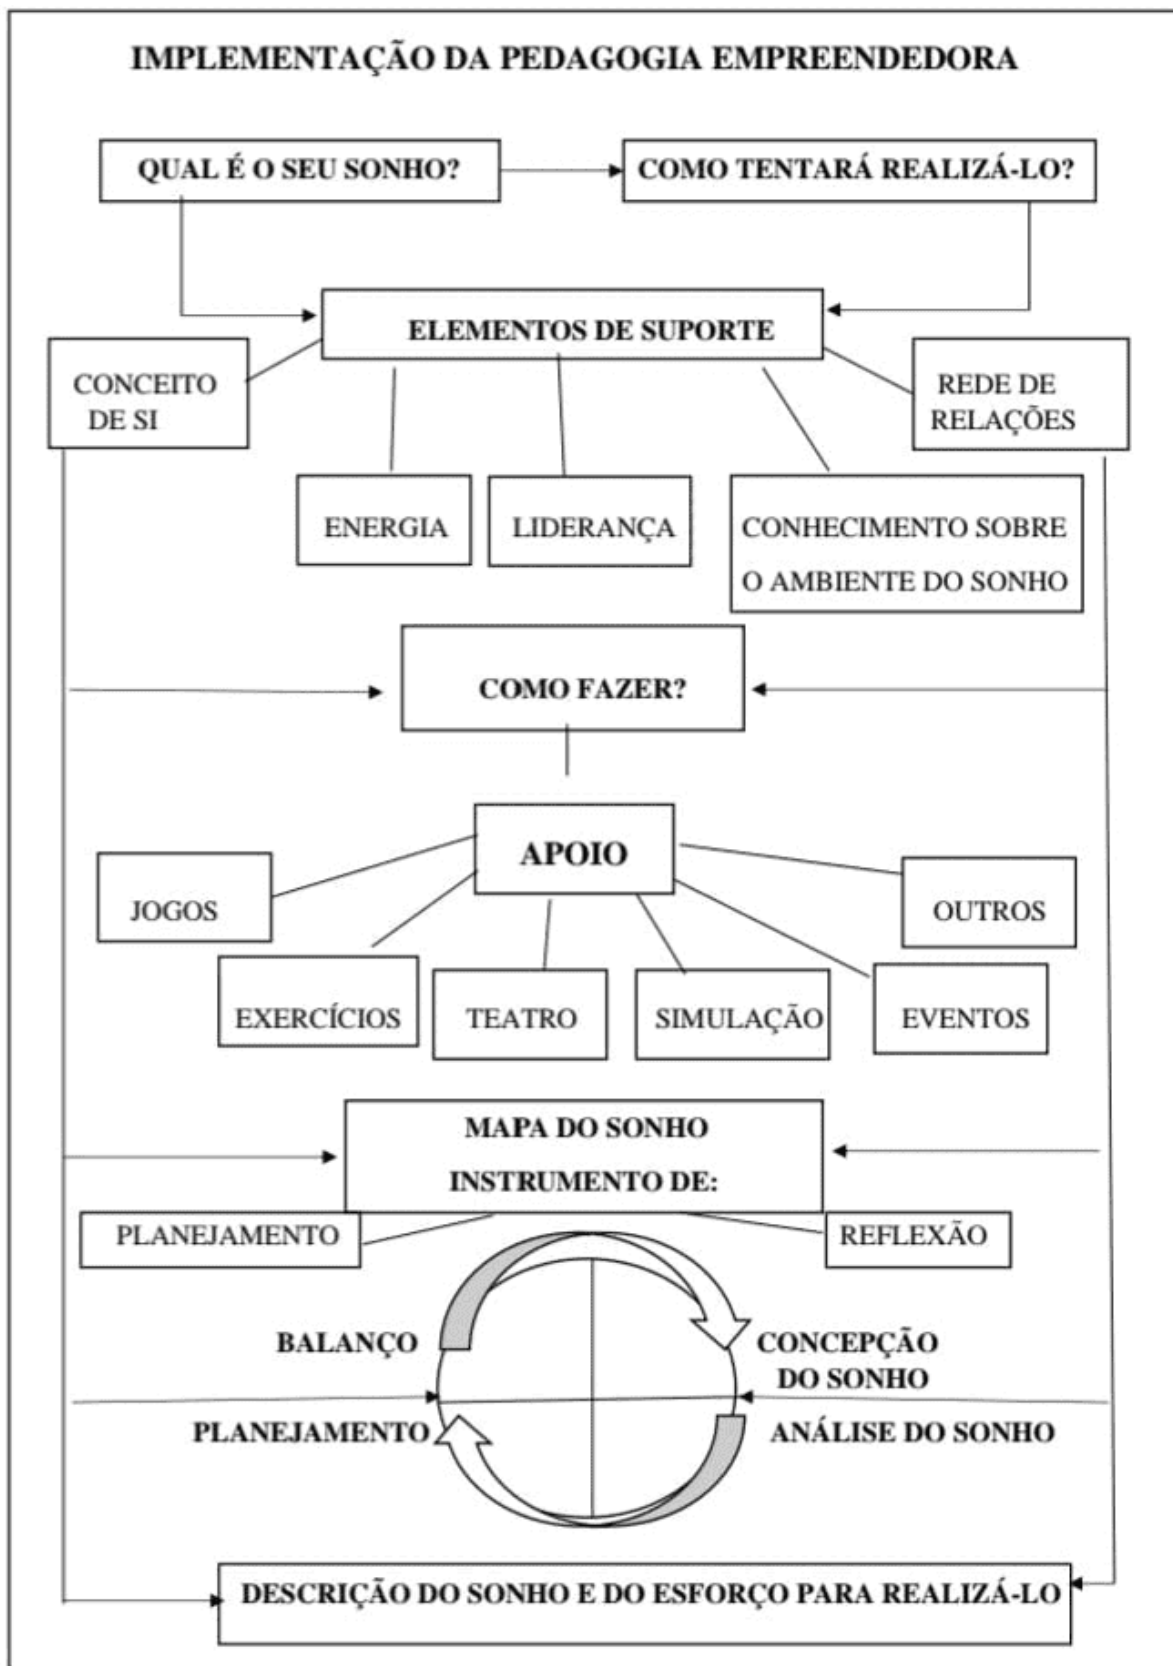 IMPLEMENTAÇÃO DA PEDAGOGIA EMPREENDEDORA
QUAL É O SEU SONHO?
COMO TENTARÁ REALIZÁ-LO?
ELEMENTOS DE SUPORTE
CONCEITO
DE SI
REDE DE
RELAÇÕES
ENERGIA
LIDERANÇA
CONHECIMENTO SOBRE
O AMBIENTE DO SONHO
COMO FAZER?
APOIO
JOGOS
OUTROS
EXERCÍCIOS
TEATRO
SIMULAÇÃO
EVENTOS
MAPA DO SONHO
INSTRUMENTO DE:
PLANEJAMENTO
REFLEXÃO
BALANÇO
CONCEPÇÃO
DO SONHO
PLANEJAMENTO
ANÁLISE DO SONHO
DESCRIÇÃO DO SONHO E DO ESFORÇO PARA REALIZÁ-LO